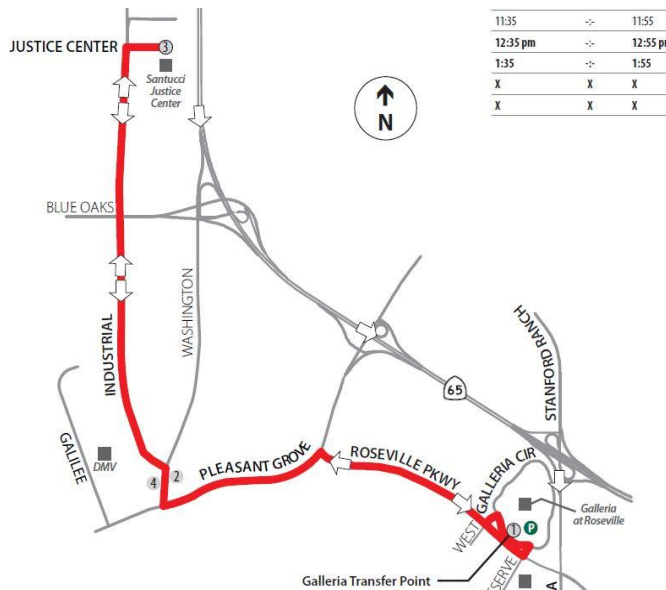 11:35 -:- 11:55
12:35 pm -:- 12:55 pm
1:35 -:- 1:55
X X X
X X X
JUSTICE CENTER
3
Santucci
Justice
Center
N
BLUE OAKS
WASHINGTON
INDUSTRIAL
STANFORD RANCH
65
GALILEE
DMV
4
2
PLEASANT GROVE
ROSEVILLE PKWY
GALLERIA CIR
WEST
Galleria
at Roseville
1
P
Galleria Transfer Point